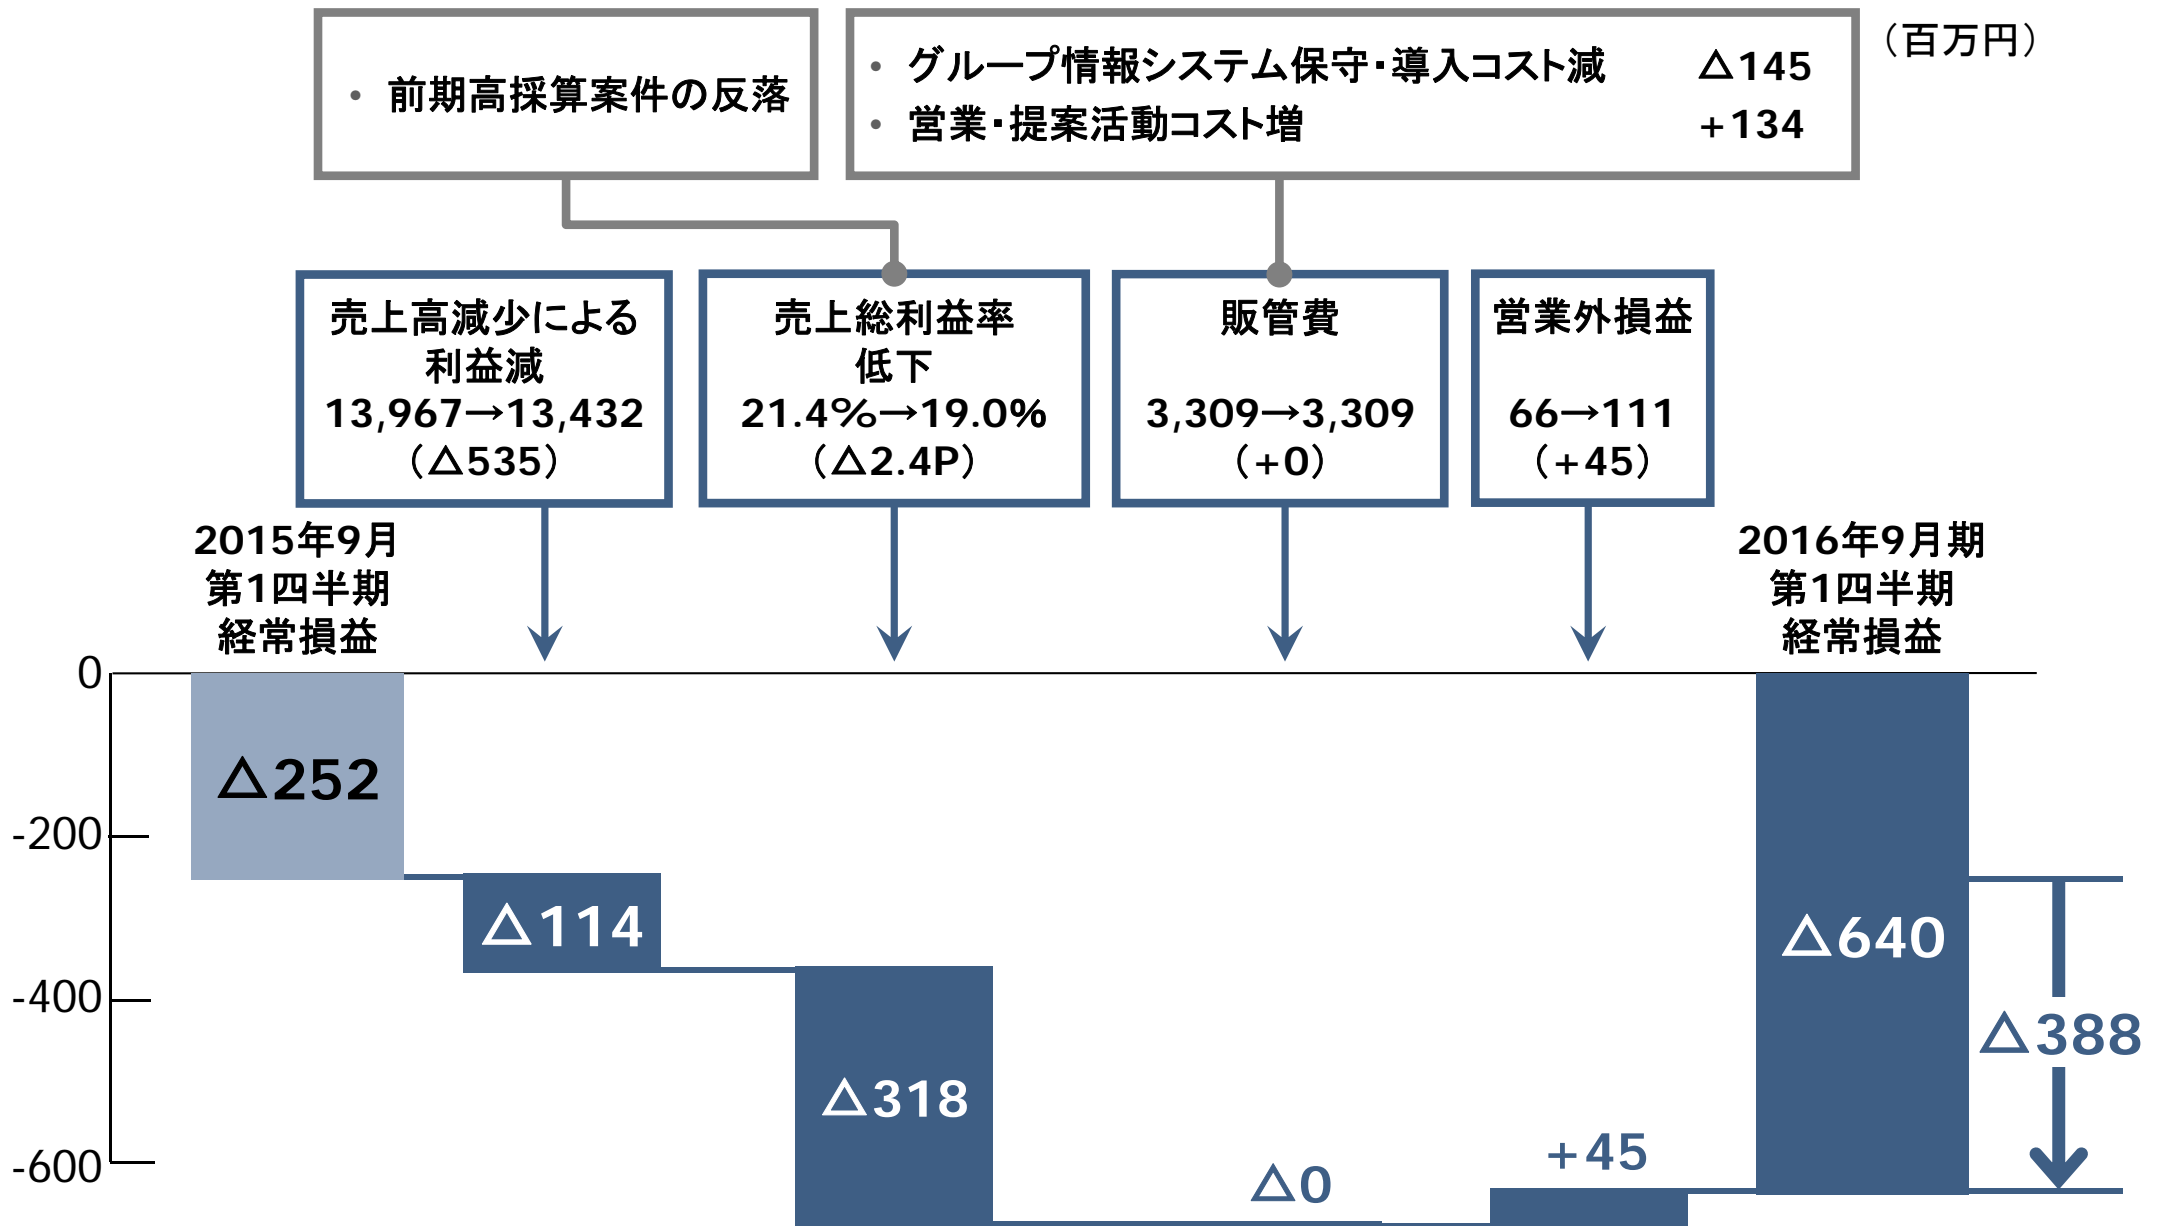 （百万円）
・ 前期高採算案件の反落
・ グループ情報システム保守・導入コスト減 △145
・ 営業・提案活動コスト増 +134
売上高減少による
利益減
13,967→13,432
（△535）
売上総利益率
低下
21.4%→19.0%
（△2.4P）
販管費
3,309→3,309
（+0）
営業外損益
66→111
（+45）
2015年9月
第1四半期
経常損益
2016年9月期
第1四半期
経常損益
0
-200
-400
-600
△252
△114
△318
△0
+45
△640
△388